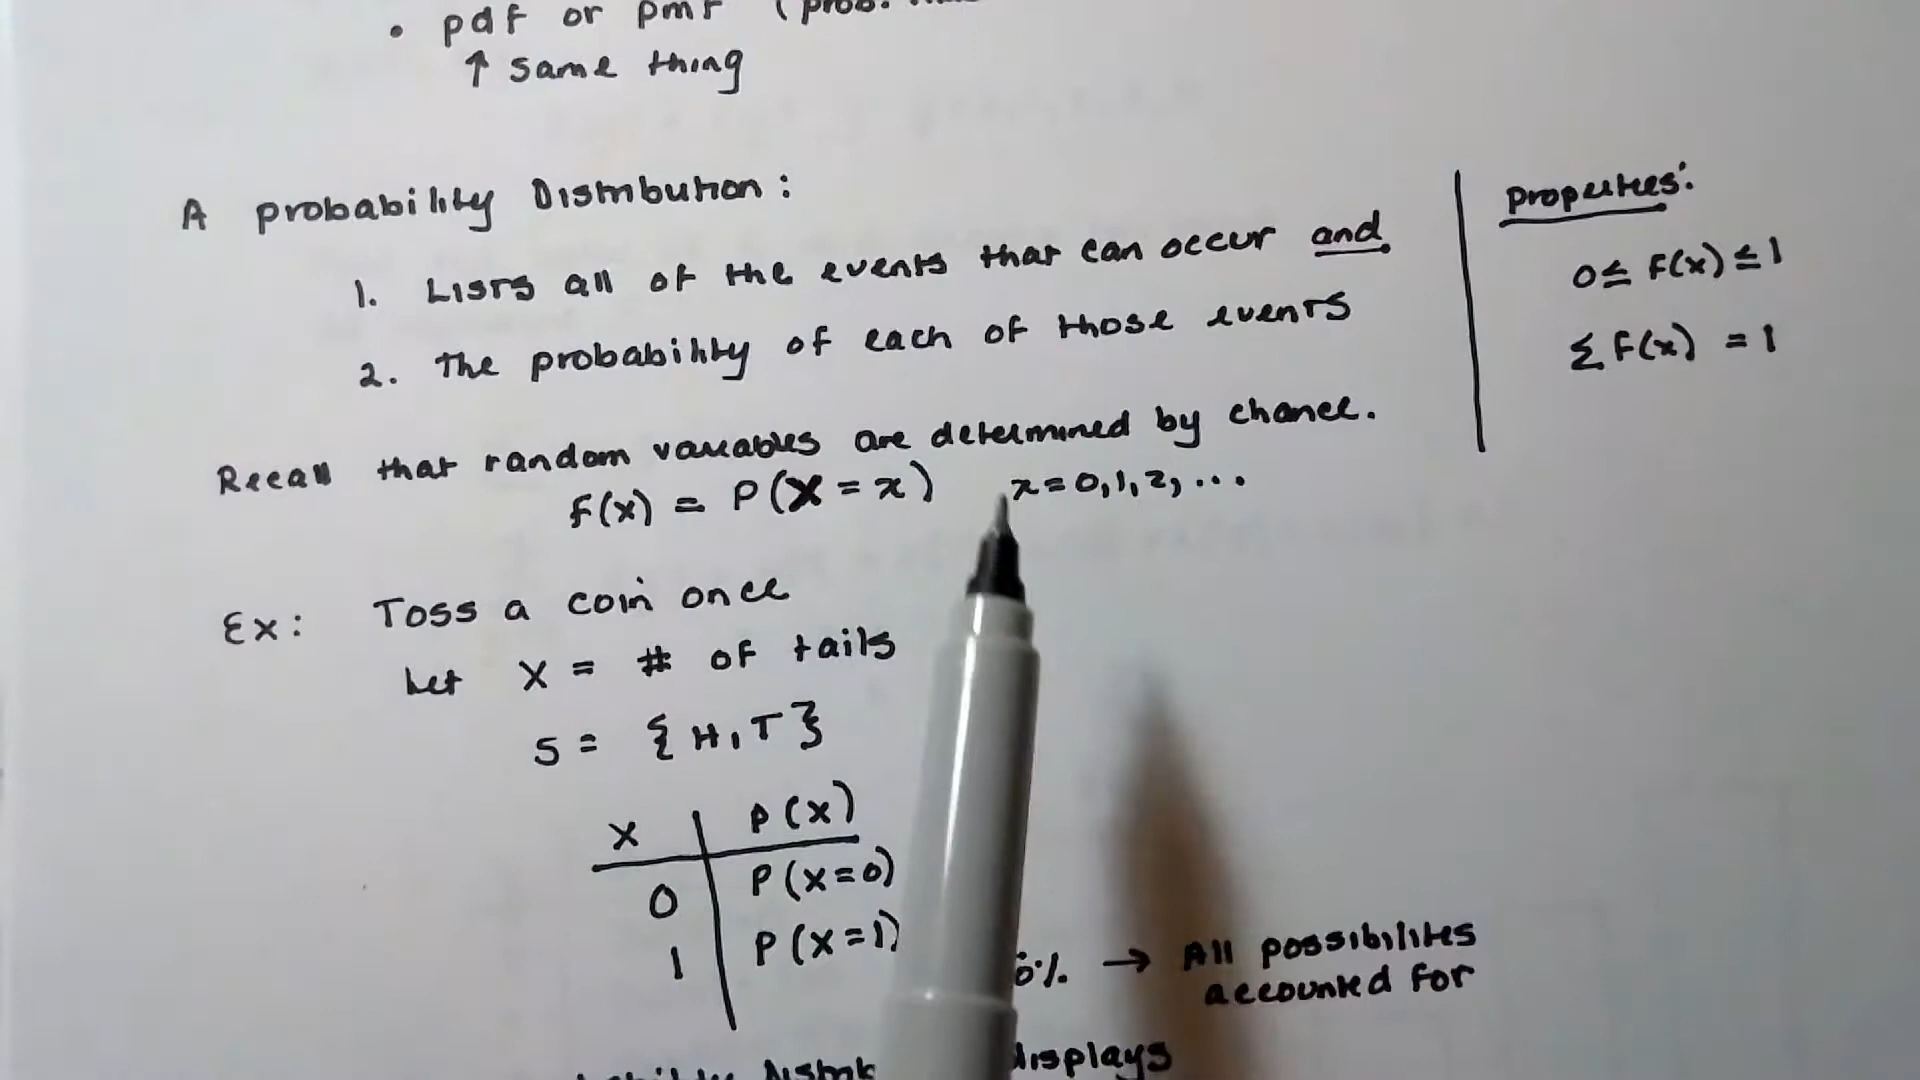 • pdf or pmf (prob.
↑ same thing
A probability Distribution:
1. Lists all of the events that can occur and
2. the probability of each of those events
Recall that random variables are determined by chance.
f(x) = P(X = x) x = 0, 1, 2, ...
Properties:
0 ≤ f(x) ≤ 1
Σ f(x) = 1
Ex: Toss a coin once
Let X = # of tails
S = {H, T}
x | P(x)
0 | P(x=0)
1 | P(x=1)
0% → All possibilites
accounted for
displays